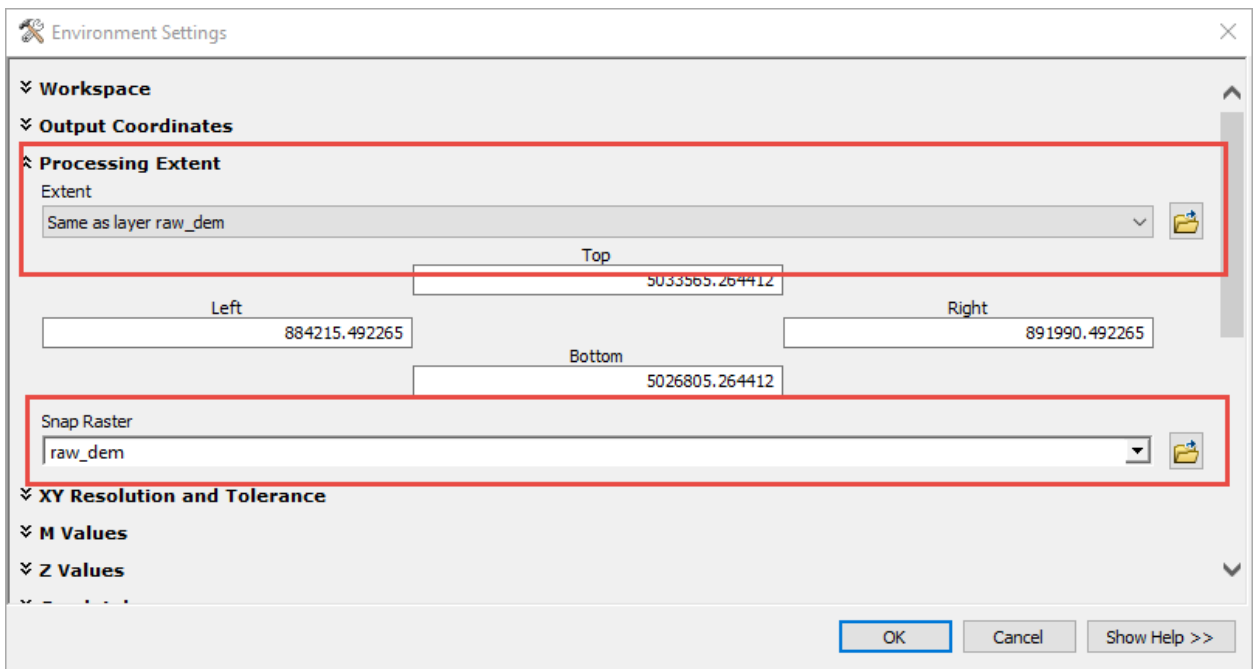 Environment Settings
Workspace
Output Coordinates
Processing Extent
Extent
Same as layer raw_dem
Top
5033565.264412
Left
Right
884215.492265
891990.492265
Bottom
5026805.264412
Snap Raster
raw_dem
XY Resolution and Tolerance
M Values
Z Values
OK
Cancel
Show Help >>